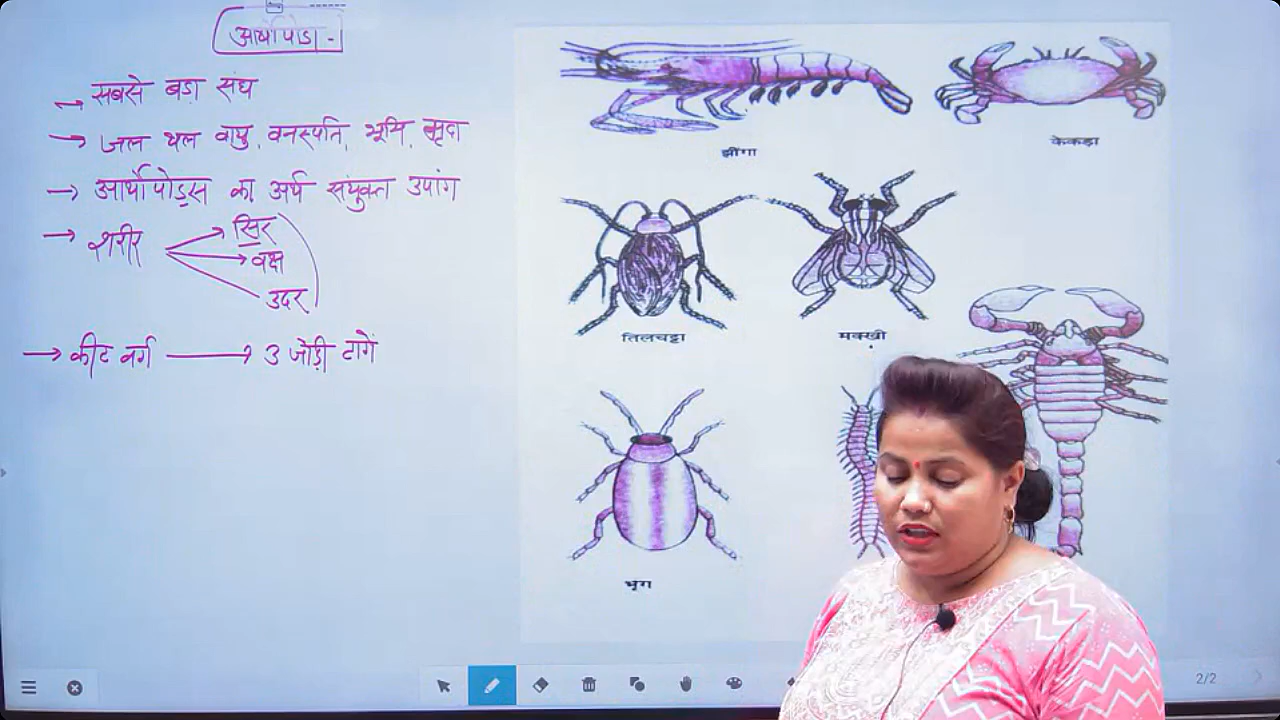 आर्थोपोडा -
→ सबसे बड़ा संघ
→ जल थल वायु, वनस्पति, भूमि, मृदा
→ आर्थोपोड्स का अर्थ संयुक्त उपांग
→ शरीर → सिर
→ वक्ष
उदर
→ कीट वर्ग → 3 जोड़ी टांगें
झींगा
केकड़ा
तिलचट्टा
मक्खी
भृंग
2/2